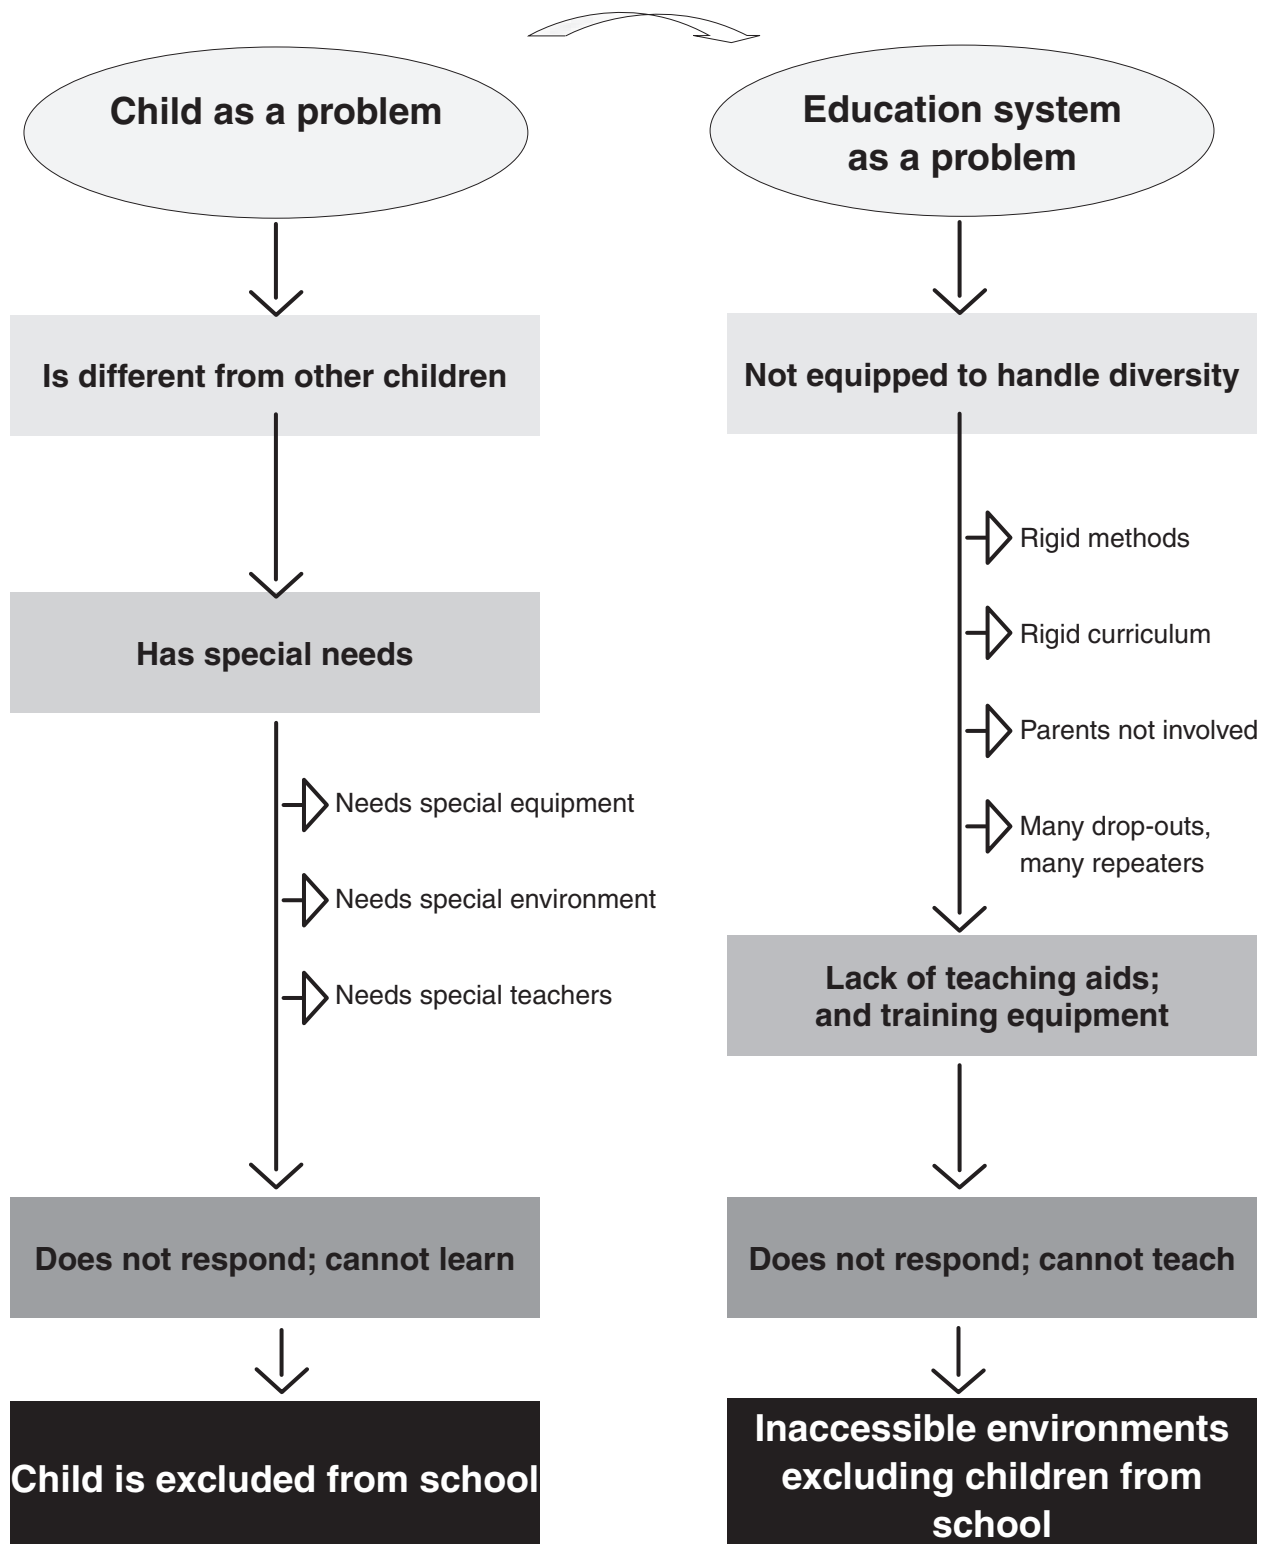 Child as a problem
Is different from other children
Has special needs
Needs special equipment
Needs special environment
Needs special teachers
Does not respond; cannot learn
Child is excluded from school
Education system
as a problem
Not equipped to handle diversity
Rigid methods
Rigid curriculum
Parents not involved
Many drop-outs,
many repeaters
Lack of teaching aids;
and training equipment
Does not respond; cannot teach
Inaccessible environments
excluding children from
school